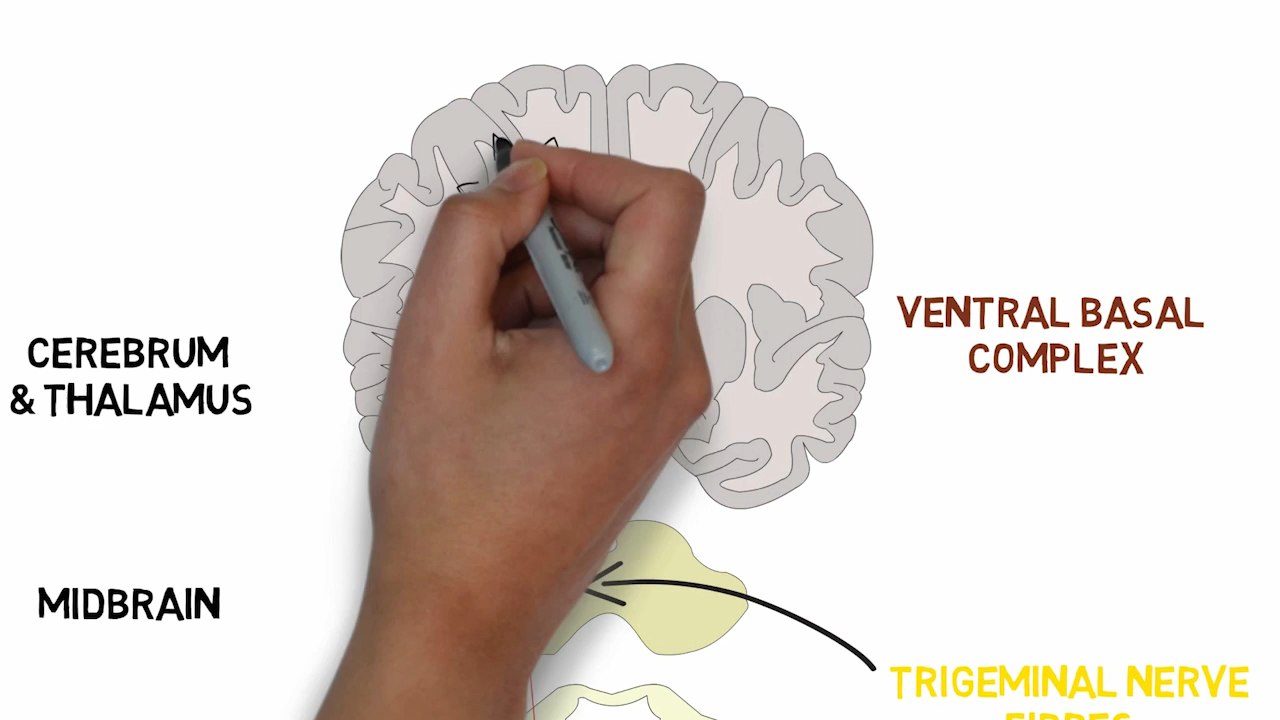 VENTRAL BASAL
COMPLEX
CEREBRUM
& THALAMUS
MIDBRAIN
TRIGEMINAL NERVE